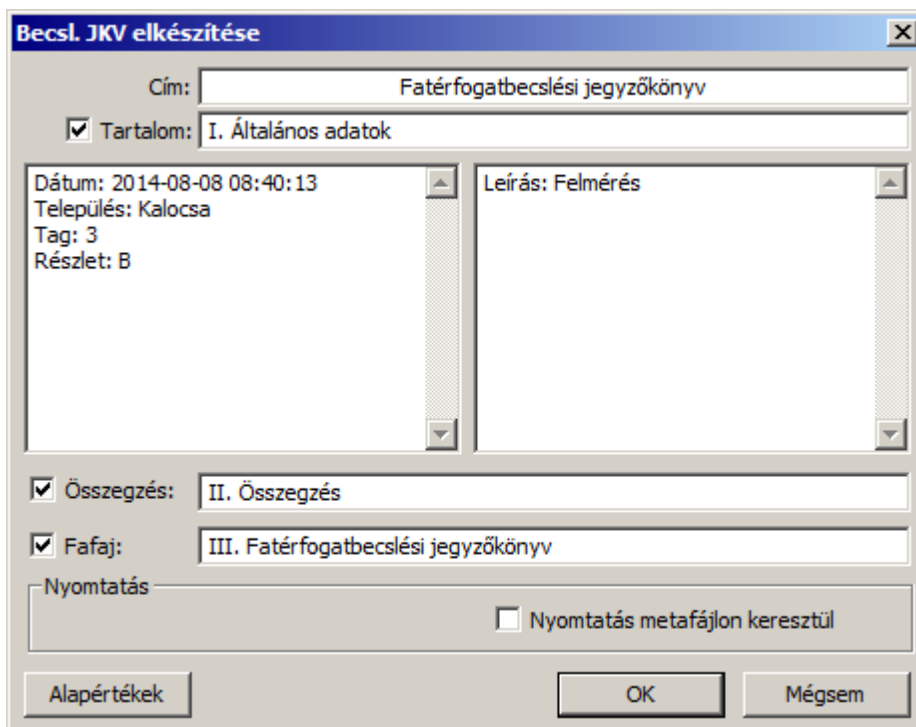 Becsl. JKV elkészítése
Cím: Fatérfogatbecslési jegyzőkönyv
Tartalom: I. Általános adatok
Dátum: 2014-08-08 08:40:13
Település: Kalocsa
Tag: 3
Részlet: B
Leírás: Felmérés
Összegzés: II. Összegzés
Fafaj: III. Fatérfogatbecslési jegyzőkönyv
Nyomtatás
Nyomtatás metafájlon keresztül
Alapértékek OK Mégsem